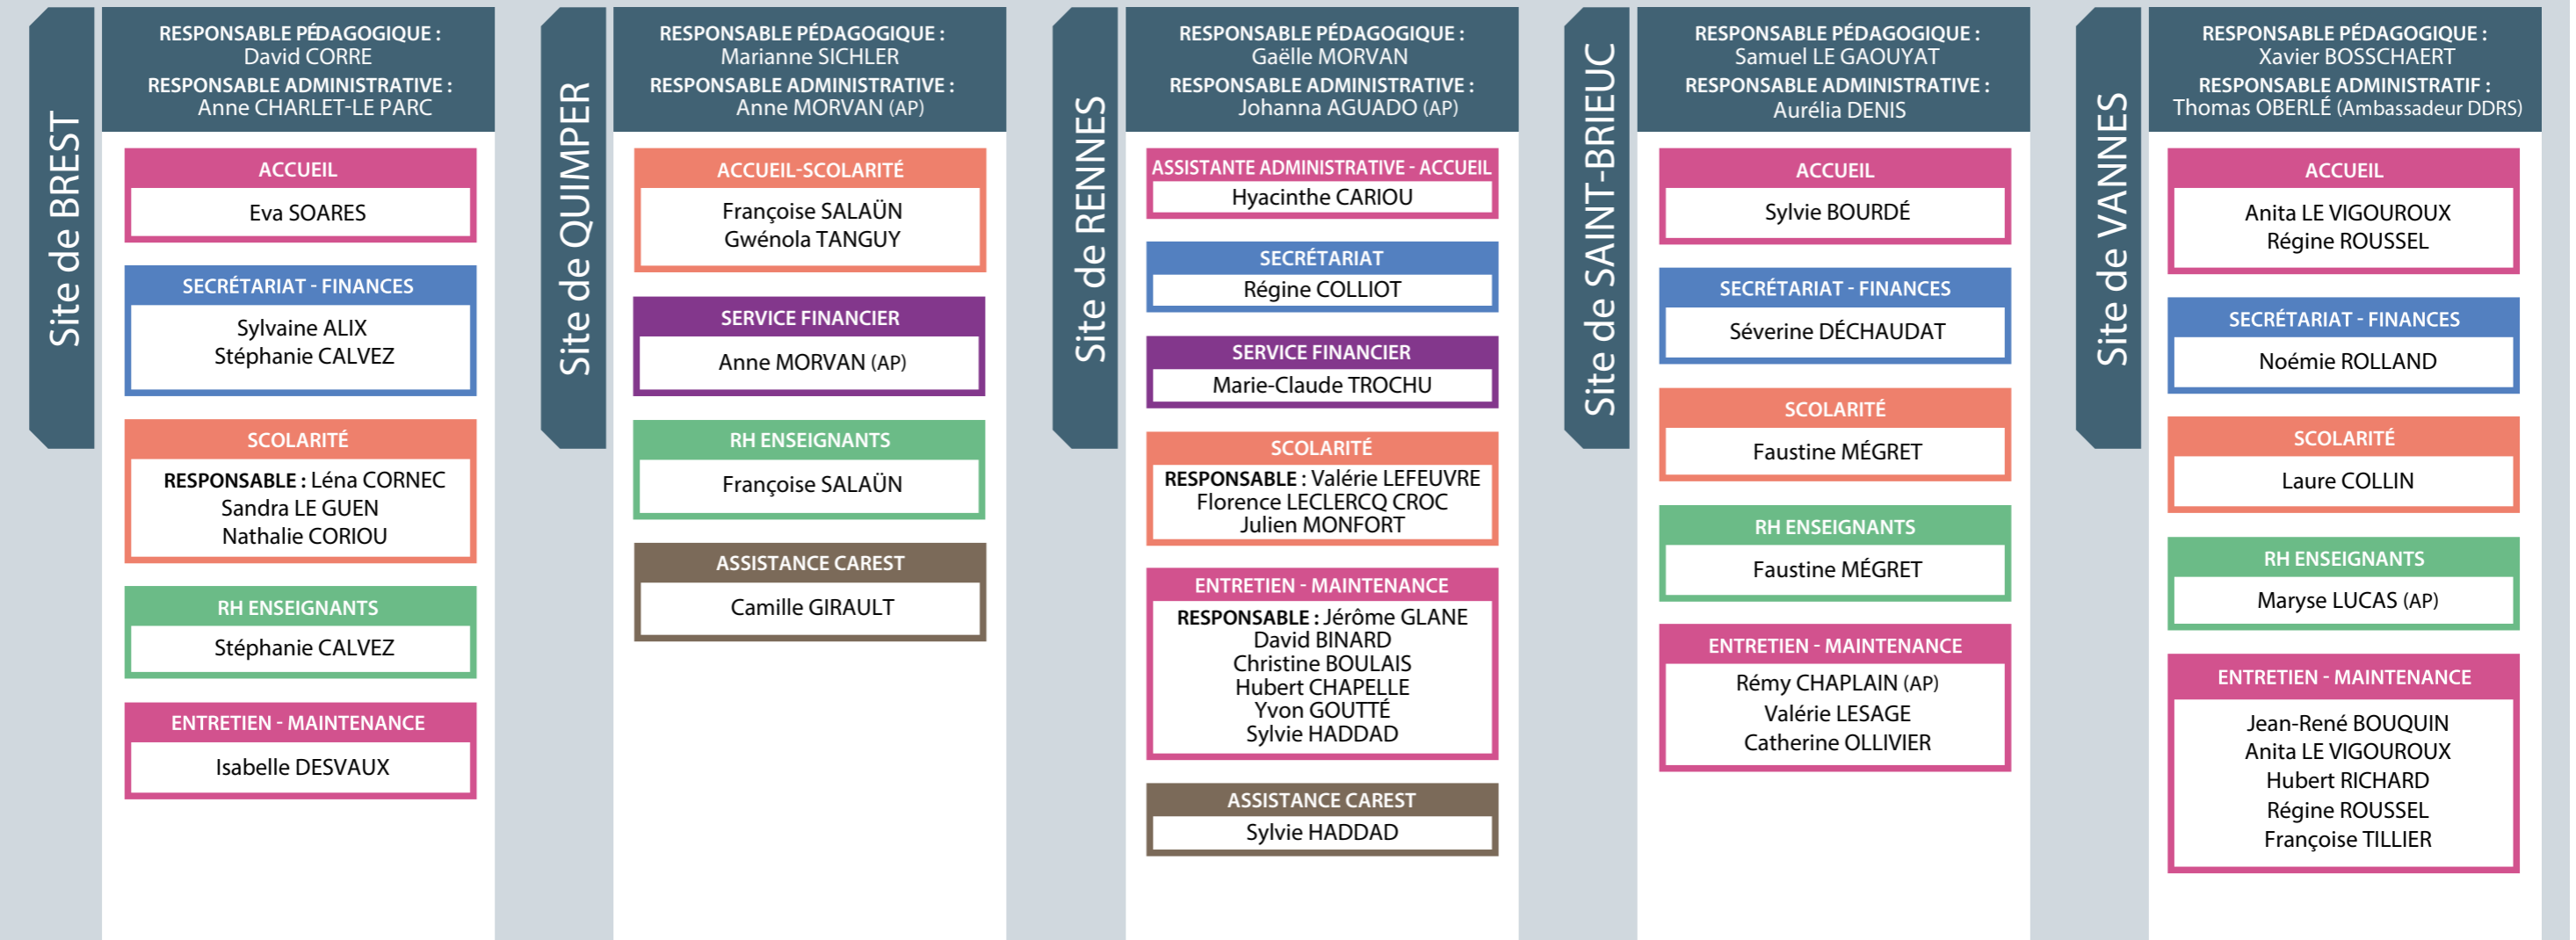 Site de BREST
RESPONSABLE PÉDAGOGIQUE :
David CORRE
RESPONSABLE ADMINISTRATIVE :
Anne CHARLET-LE PARC
ACCUEIL
Eva SOARES
SECRÉTARIAT - FINANCES
Sylvaine ALIX
Stéphanie CALVEZ
SCOLARITÉ
RESPONSABLE : Léna CORNEC
Sandra LE GUEN
Nathalie CORIOU
RH ENSEIGNANTS
Stéphanie CALVEZ
ENTRETIEN - MAINTENANCE
Isabelle DESVAUX
Site de QUIMPER
RESPONSABLE PÉDAGOGIQUE :
Marianne SICHLER
RESPONSABLE ADMINISTRATIVE :
Anne MORVAN (AP)
ACCUEIL-SCOLARITÉ
Françoise SALAÜN
Gwénola TANGUY
SERVICE FINANCIER
Anne MORVAN (AP)
RH ENSEIGNANTS
Françoise SALAÜN
ASSISTANCE CAREST
Camille GIRAULT
Site de RENNES
RESPONSABLE PÉDAGOGIQUE :
Gaëlle MORVAN
RESPONSABLE ADMINISTRATIVE :
Johanna AGUADO (AP)
ASSISTANTE ADMINISTRATIVE - ACCUEIL
Hyacinthe CARIOU
SECRÉTARIAT
Régine COLLIOT
SERVICE FINANCIER
Marie-Claude TROCHU
SCOLARITÉ
RESPONSABLE : Valérie LEFEUVRE
Florence LECLERCQ CROC
Julien MONFORT
ENTRETIEN - MAINTENANCE
RESPONSABLE : Jérôme GLANE
David BINARD
Christine BOULAIS
Hubert CHAPELLE
Yvon GOUTTÉ
Sylvie HADDAD
ASSISTANCE CAREST
Sylvie HADDAD
Site de SAINT-BRIEUC
RESPONSABLE PÉDAGOGIQUE :
Samuel LE GAOUYAT
RESPONSABLE ADMINISTRATIVE :
Aurélia DENIS
ACCUEIL
Sylvie BOURDÉ
SECRÉTARIAT - FINANCES
Séverine DÉCHAUDAT
SCOLARITÉ
Faustine MÉGRET
RH ENSEIGNANTS
Faustine MÉGRET
ENTRETIEN - MAINTENANCE
Rémy CHAPLAIN (AP)
Valérie LESAGE
Catherine OLLIVIER
Site de VANNES
RESPONSABLE PÉDAGOGIQUE :
Xavier BOSSCHAERT
RESPONSABLE ADMINISTRATIF :
Thomas OBERLÉ (Ambassadeur DDRS)
ACCUEIL
Anita LE VIGOUROUX
Régine ROUSSEL
SECRÉTARIAT - FINANCES
Noémie ROLLAND
SCOLARITÉ
Laure COLLIN
RH ENSEIGNANTS
Maryse LUCAS (AP)
ENTRETIEN - MAINTENANCE
Jean-René BOUQUIN
Anita LE VIGOUROUX
Hubert RICHARD
Régine ROUSSEL
Françoise TILLIER